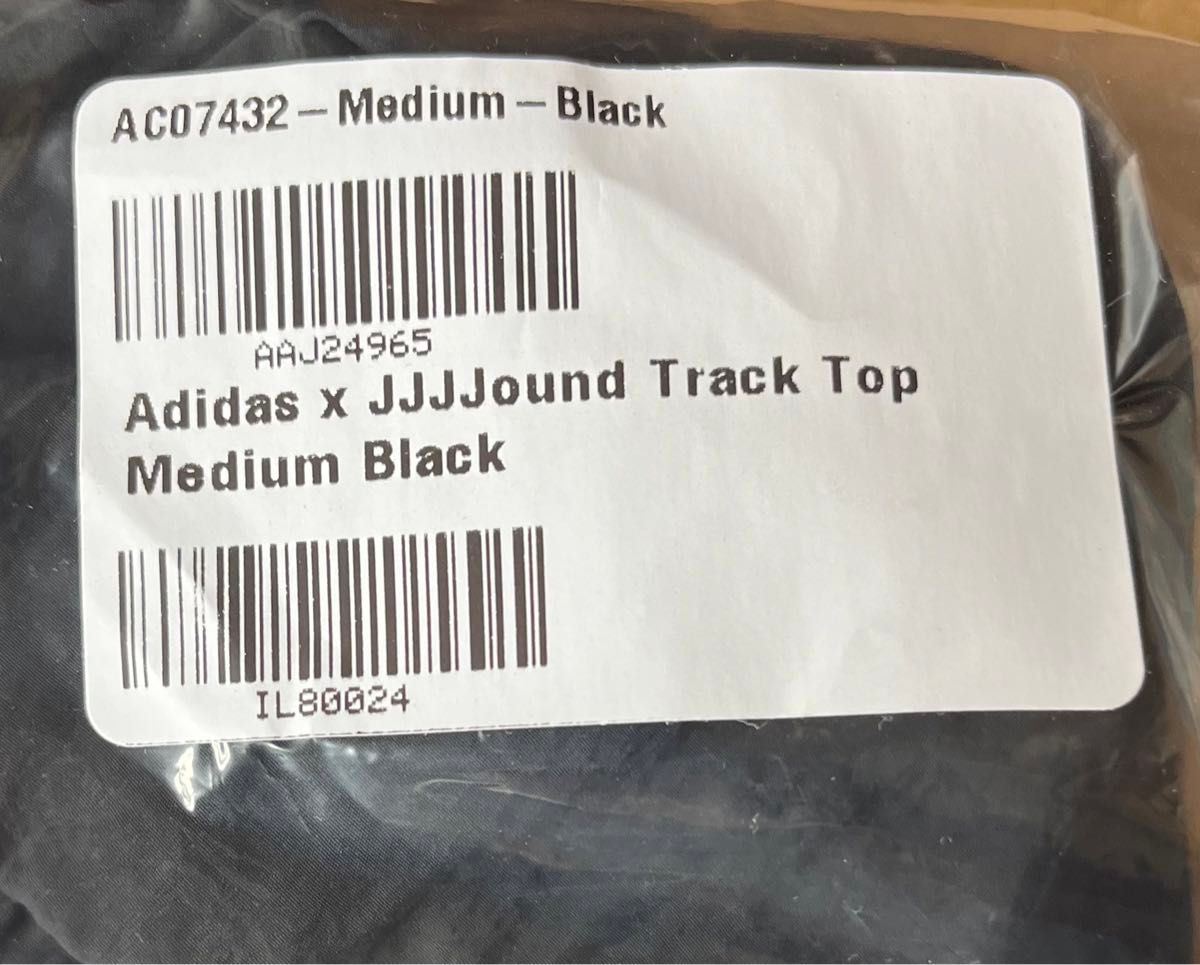 AC07432-Medium-Black
AAJ24965
Adidas x JJJJound Track Top
Medium Black
IL80024